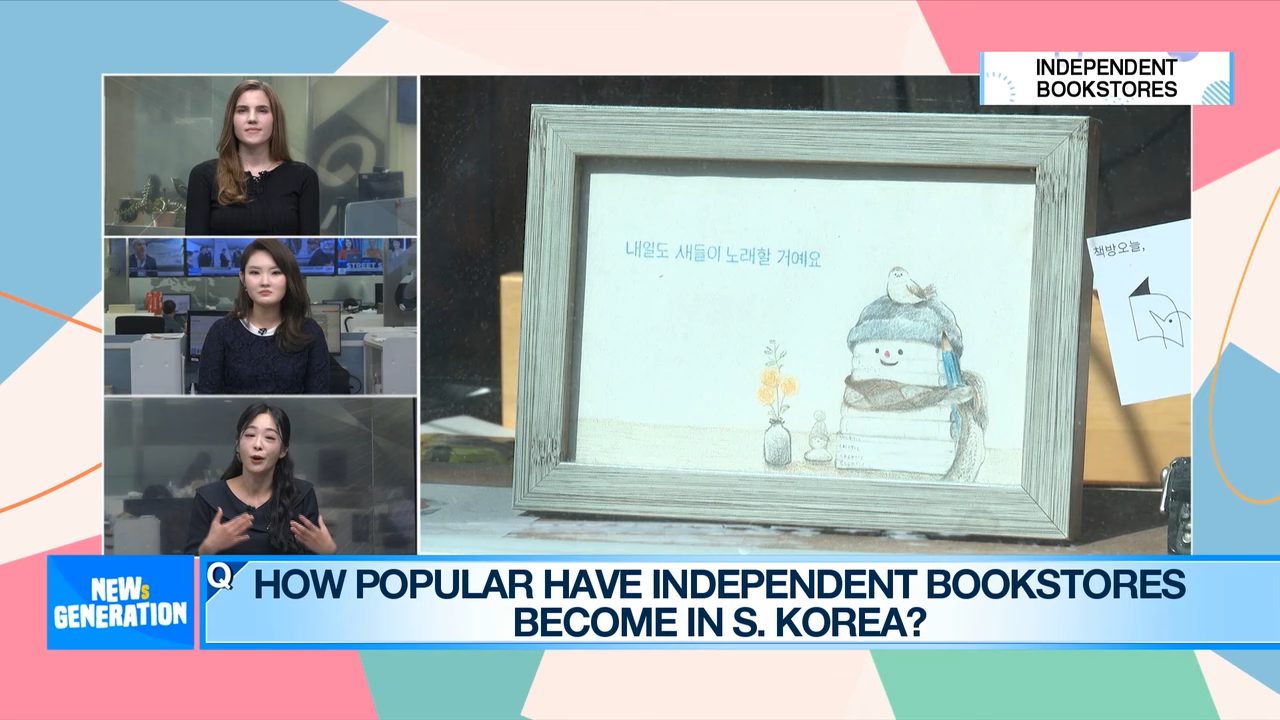 INDEPENDENT
BOOKSTORES
내일도 새들이 노래할 거예요
책방오늘,
NEWs
GENERATION
Q
HOW POPULAR HAVE INDEPENDENT BOOKSTORES
BECOME IN S. KOREA?